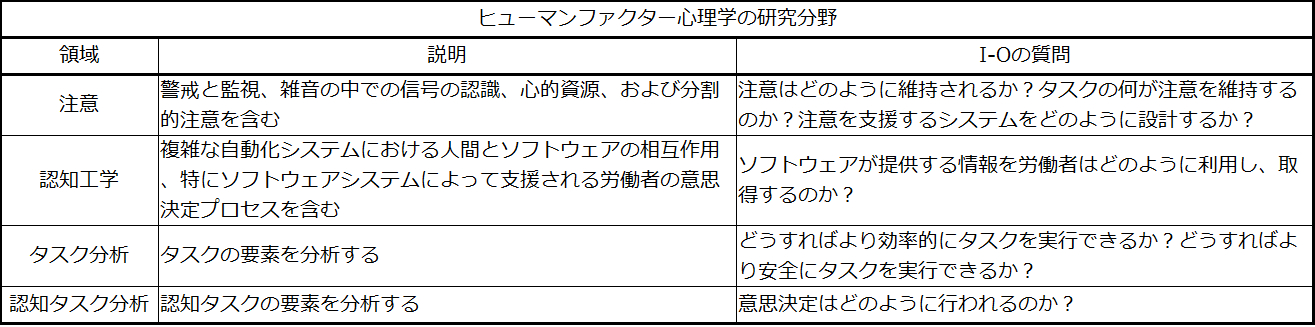 ヒューマンファクター心理学の研究分野
領域 説明 I-Oの質問
注意
警戒と監視、雑音の中での信号の認識、心的資源、および分割
的注意を含む
注意はどのように維持されるか？タスクの何が注意を維持する
のか？注意を支援するシステムをどのように設計するか？
認知工学
複雑な自動化システムにおける人間とソフトウェアの相互作用
、特にソフトウェアシステムによって支援される労働者の意思
決定プロセスを含む
ソフトウェアが提供する情報を労働者はどのように利用し、取
得するのか？
タスク分析
タスクの要素を分析する
どうすればより効率的にタスクを実行できるか？どうすればよ
り安全にタスクを実行できるか？
認知タスク分析
認知タスクの要素を分析する
意思決定はどのように行われるのか？